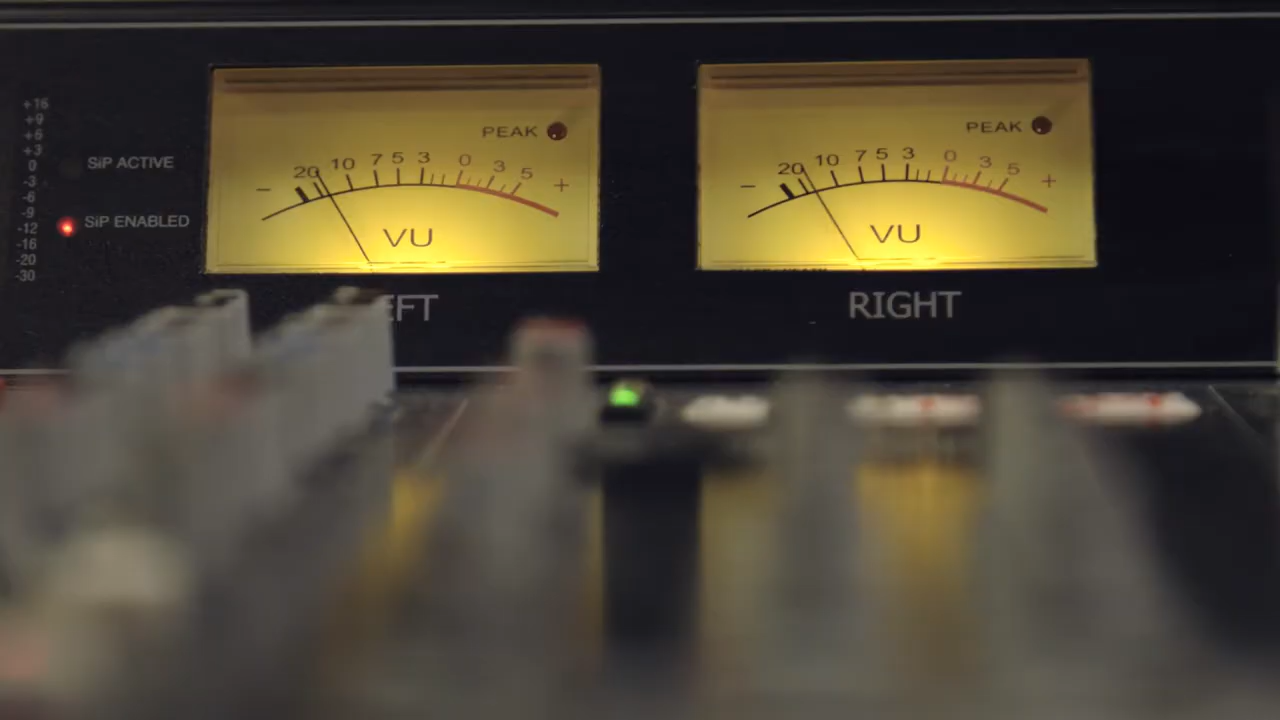 +16
+9
+6
+3
0
-3
-6
-9
-12
-16
-20
-30
SiP ACTIVE
SiP ENABLED
PEAK
20 10 7 5 3 0 3 5
- +
VU
EFT
PEAK
20 10 7 5 3 0 3 5
- +
VU
RIGHT